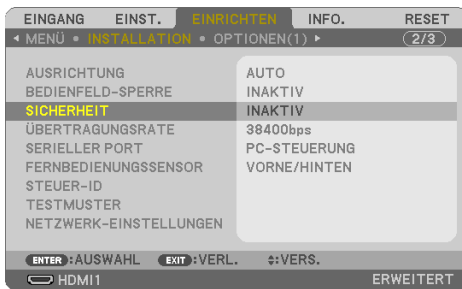 EINGANG EINST. EINRICHTEN INFO. RESET
◂ MENÜ • INSTALLATION • OPTIONEN(1) ▸ 2/3
AUSRICHTUNG AUTO
BEDIENFELD-SPERRE INAKTIV
SICHERHEIT INAKTIV
ÜBERTRAGUNGSRATE 38400bps
SERIELLER PORT PC-STEUERUNG
FERNBEDIENUNGSSENSOR VORNE/HINTEN
STEUER-ID
TESTMUSTER
NETZWERK-EINSTELLUNGEN
ENTER :AUSWAHL EXIT :VERL. ♦:VERS.
HDMI1 ERWEITERT